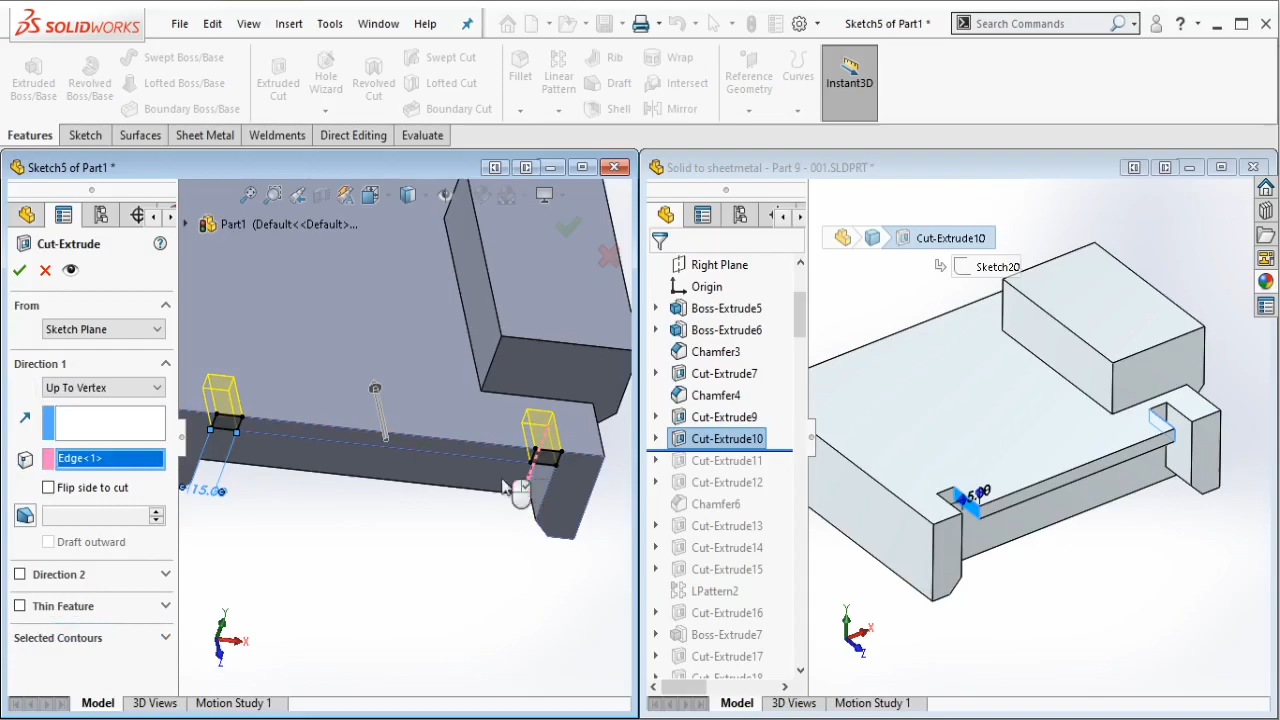 SOLIDWORKS
File Edit View Insert Tools Window Help
Sketch5 of Part1 *
Search Commands
Extruded Boss/Base
Revolved Boss/Base
Swept Boss/Base
Lofted Boss/Base
Boundary Boss/Base
Extruded Cut
Hole Wizard
Revolved Cut
Swept Cut
Lofted Cut
Boundary Cut
Fillet
Linear Pattern
Rib
Draft
Shell
Wrap
Intersect
Mirror
Reference Geometry
Curves
Instant3D
Features Sketch Surfaces Sheet Metal Weldments Direct Editing Evaluate
Sketch5 of Part1 *
Part1 (Default<<Default>...
Cut-Extrude
From
Sketch Plane
Direction 1
Up To Vertex
Edge<1>
Flip side to cut
Draft outward
Direction 2
Thin Feature
Selected Contours
Y
X
Z
Model 3D Views Motion Study 1
Solid to sheetmetal - Part 9 - 001.SLDPRT *
Right Plane
Origin
Boss-Extrude5
Boss-Extrude6
Chamfer3
Cut-Extrude7
Chamfer4
Cut-Extrude9
Cut-Extrude10
Cut-Extrude11
Cut-Extrude12
Chamfer6
Cut-Extrude13
Cut-Extrude14
Cut-Extrude15
LPattern2
Cut-Extrude16
Boss-Extrude7
Cut-Extrude17
Cut-Extrude18
Cut-Extrude10
Sketch20
Y
X
Z
Model 3D Views Motion Study 1